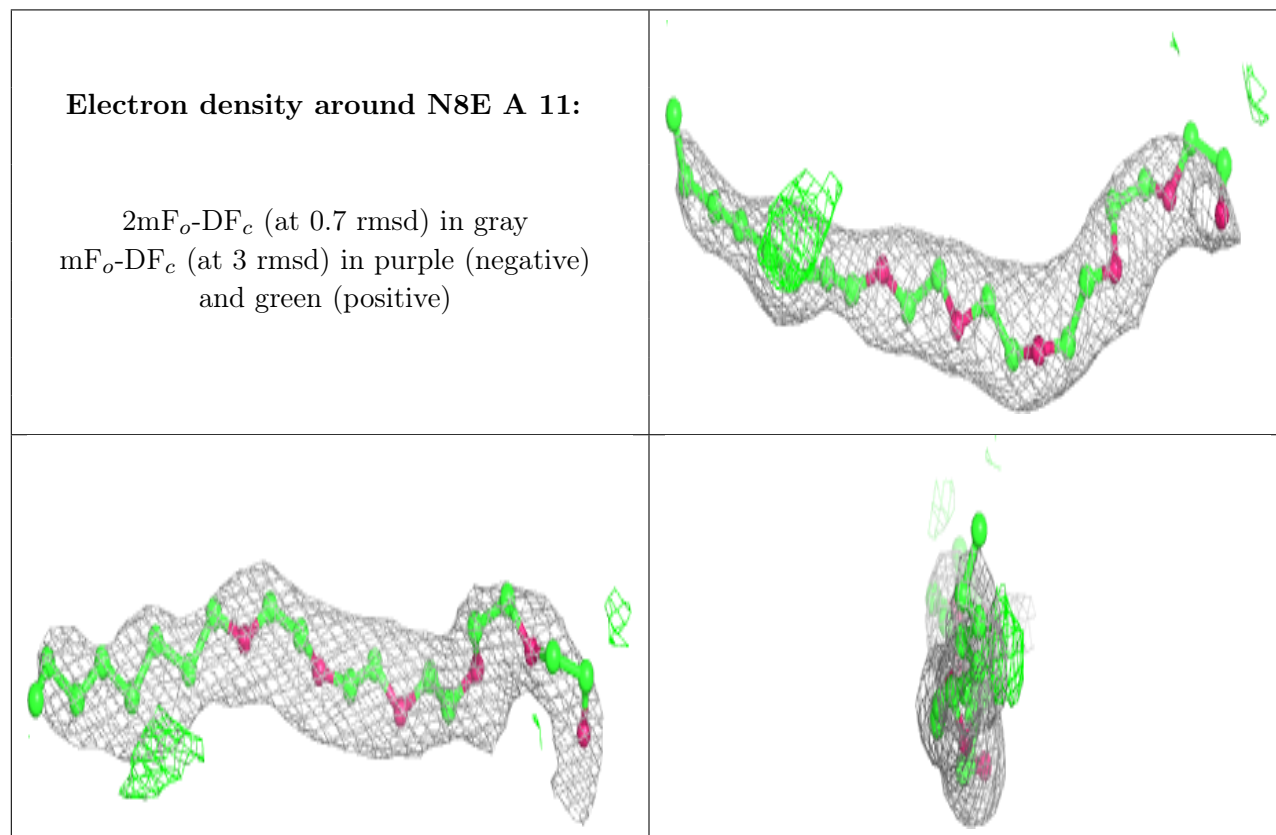 Electron density around N8E A 11:
2mFo-DFc (at 0.7 rmsd) in gray
mFo-DFc (at 3 rmsd) in purple (negative)
and green (positive)